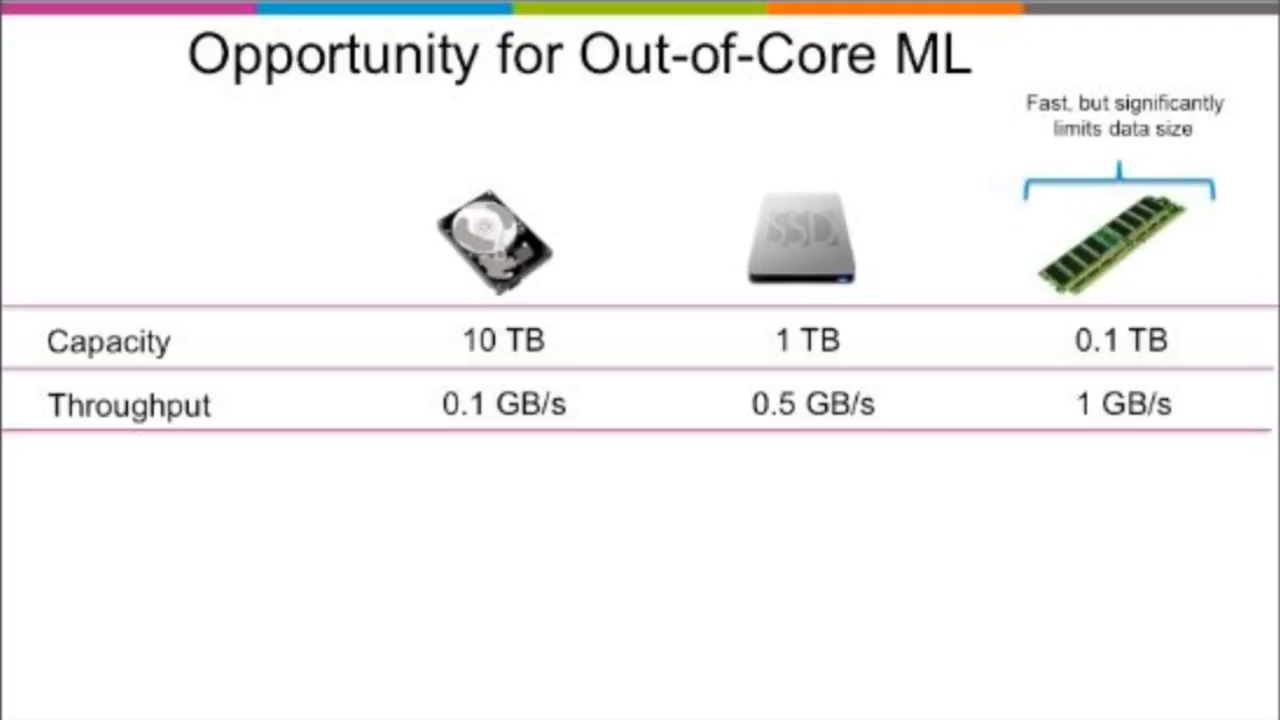 Opportunity for Out-of-Core ML
Fast, but significantly
limits data size
SSD
Capacity 10 TB 1 TB 0.1 TB
Throughput 0.1 GB/s 0.5 GB/s 1 GB/s